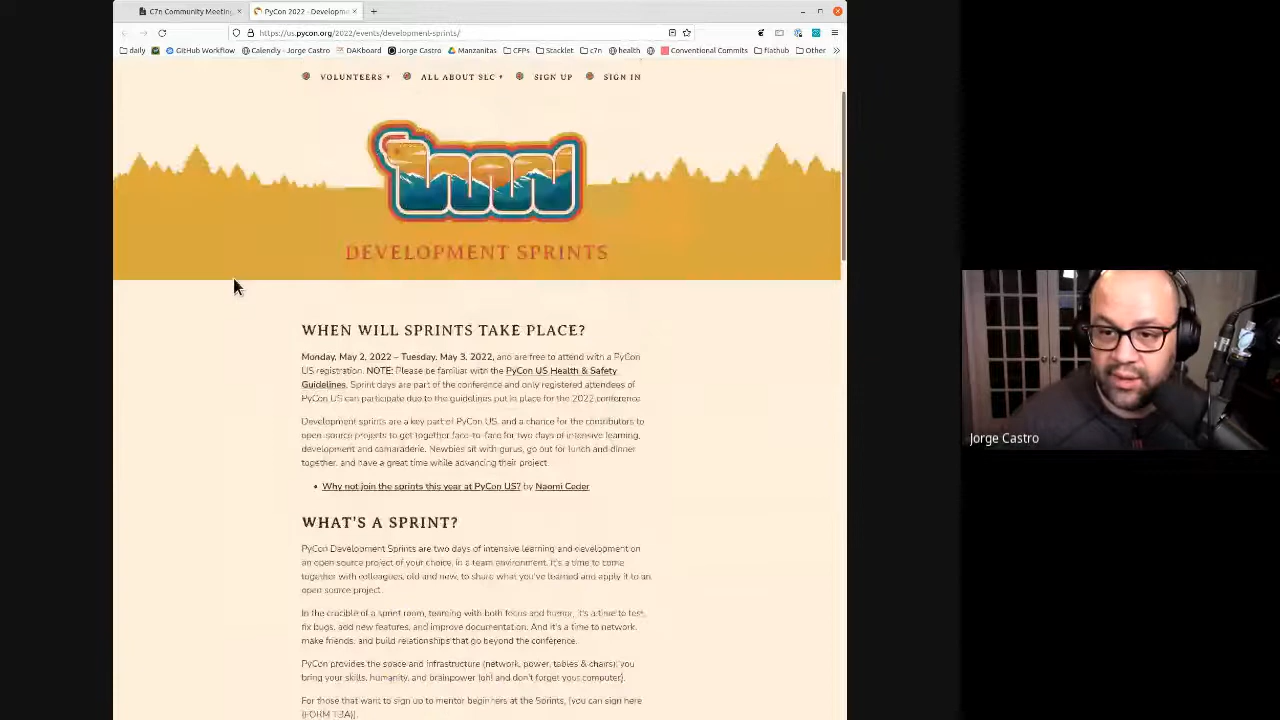 C7n Community Meeting
PyCon 2022 - Developme
https://us.pycon.org/2022/events/development-sprints/
daily
GitHub Workflow
Calendly - Jorge Castro
DAKboard
Jorge Castro
Manzanitas
CFPs
Stacklet
c7n
health
Conventional Commits
flathub
Other
VOLUNTEERS
ALL ABOUT SLC
SIGN UP
SIGN IN
DEVELOPMENT SPRINTS
WHEN WILL SPRINTS TAKE PLACE?
Monday, May 2, 2022 – Tuesday, May 3, 2022, and are free to attend with a PyCon
US registration. NOTE: Please be familiar with the PyCon US Health & Safety
Guidelines. Sprint days are part of the conference and only registered attendees of
PyCon US can participate due to the guidelines put in place for the 2022 conference.
Development sprints are a key part of PyCon US, and a chance for the contributors to
open-source projects to get together face-to-face for two days of intensive learning,
development and camaraderie. Newbies sit with gurus, go out for lunch and dinner
together, and have a great time while advancing their project.
• Why not join the sprints this year at PyCon US? by Naomi Ceder
WHAT'S A SPRINT?
PyCon Development Sprints are two days of intensive learning and development on
an open source project of your choice, in a team environment. It's a time to come
together with colleagues, old and new, to share what you've learned and apply it to an
open source project.
In the crucible of a sprint room, teaming with both focus and humor, it's a time to test,
fix bugs, add new features, and improve documentation. And it's a time to network,
make friends, and build relationships that go beyond the conference.
PyCon provides the space and infrastructure (network, power, tables & chairs); you
bring your skills, humanity, and brainpower (oh! and don't forget your computer).
For those that want to sign up to mentor beginners at the Sprints, (you can sign here
(FORM TBA)).
Jorge Castro